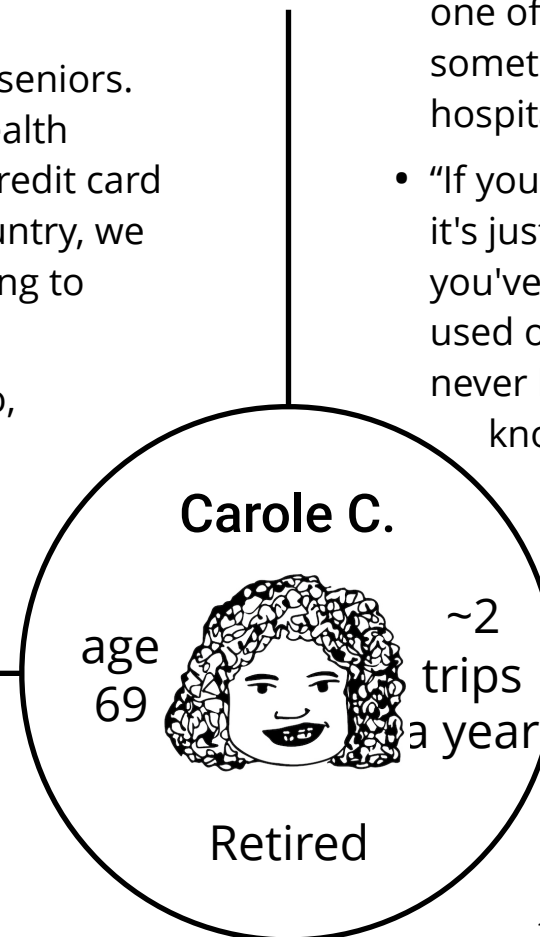 seniors.
ealth
redit card
untry, we
ng to
o,
one of
somet
hospit
• “If you
it's jus
you've
used o
never
kno
Carole C.
age
69
~2
trips
a year
Retired